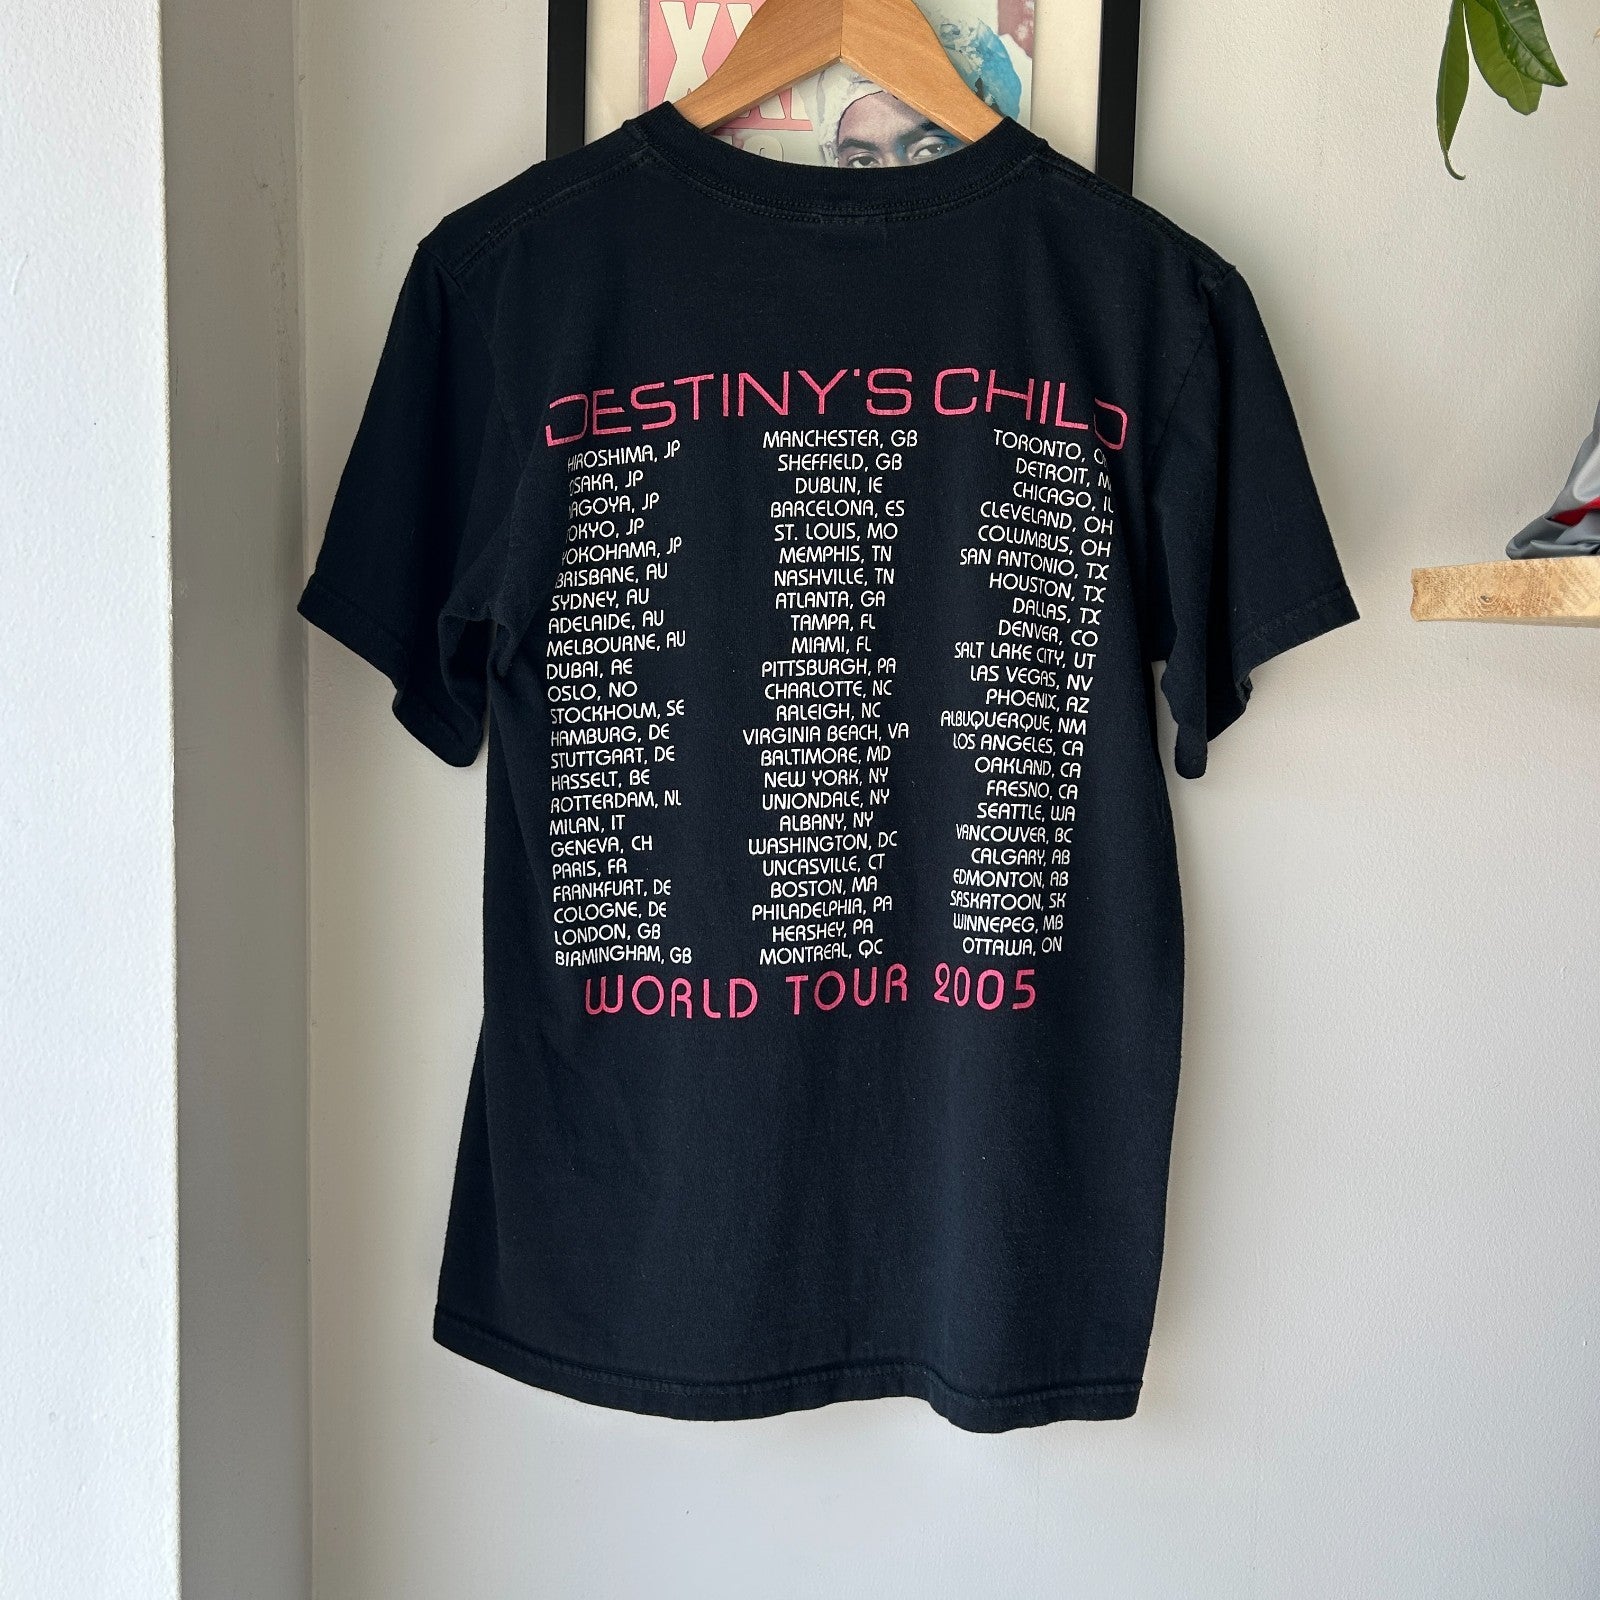 DESTINY'S CHILD
HIROSHIMA, JP
OSAKA, JP
NAGOYA, JP
TOKYO, JP
YOKOHAMA, JP
BRISBANE, AU
SYDNEY, AU
ADELAIDE, AU
MELBOURNE, AU
DUBAI, AE
OSLO, NO
STOCKHOLM, SE
HAMBURG, DE
STUTTGART, DE
HASSELT, BE
ROTTERDAM, NL
MILAN, IT
GENEVA, CH
PARIS, FR
FRANKFURT, DE
COLOGNE, DE
LONDON, GB
BIRMINGHAM, GB
MANCHESTER, GB
SHEFFIELD, GB
DUBLIN, IE
BARCELONA, ES
ST. LOUIS, MO
MEMPHIS, TN
NASHVILLE, TN
ATLANTA, GA
TAMPA, FL
MIAMI, FL
PITTSBURGH, PA
CHARLOTTE, NC
RALEIGH, NC
VIRGINIA BEACH, VA
BALTIMORE, MD
NEW YORK, NY
UNIONDALE, NY
ALBANY, NY
WASHINGTON, DC
UNCASVILLE, CT
BOSTON, MA
PHILADELPHIA, PA
HERSHEY, PA
MONTREAL, QC
TORONTO,
DETROIT, MI
CHICAGO, IL
CLEVELAND, OH
COLUMBUS, OH
SAN ANTONIO, TX
HOUSTON, TX
DALLAS, TX
DENVER, CO
SALT LAKE CITY, UT
LAS VEGAS, NV
PHOENIX, AZ
ALBUQUERQUE, NM
LOS ANGELES, CA
OAKLAND, CA
FRESNO, CA
SEATTLE, WA
VANCOUVER, BC
CALGARY, AB
EDMONTON, AB
SASKATOON, SK
WINNEPEG, MB
OTTAWA, ON
WORLD TOUR 2005